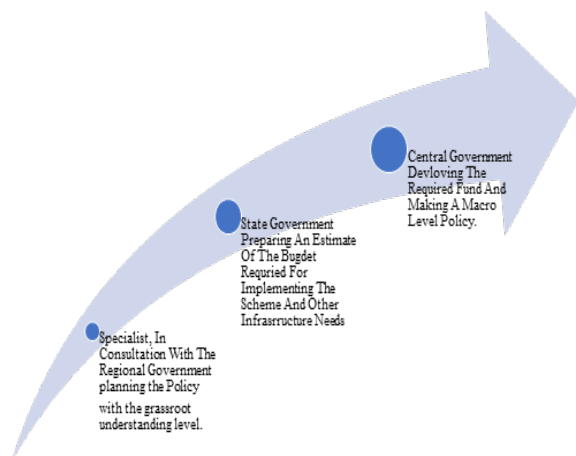 Central Government
Devloving The
Required Fund And
Making A Macro
Level Policy.
State Government
Preparing An Estimate
Of The Bugdet
Requried For
Implementing The
Scheme And Other
Infrasrructure Needs
Specialist, In
Consultation With The
Regional Government
planning the Policy
with the grassroot
understanding level.